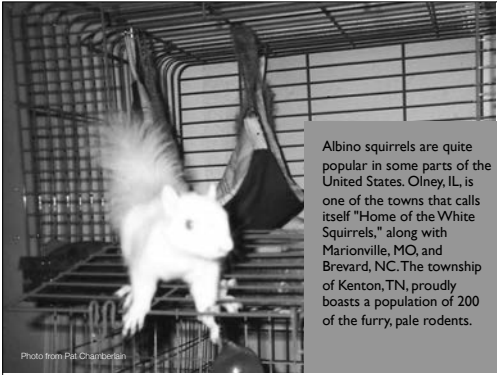 Albino squirrels are quite
popular in some parts of the
United States. Olney, IL, is
one of the towns that calls
itself "Home of the White
Squirrels," along with
Marionville, MO, and
Brevard, NC. The township
of Kenton, TN, proudly
boasts a population of 200
of the furry, pale rodents.
Photo from Pat Chamberlain